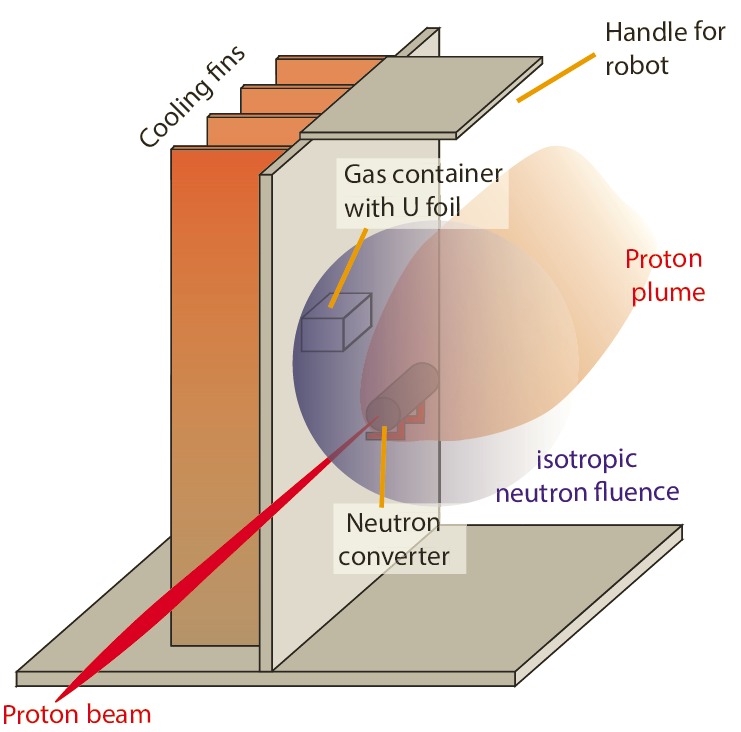 Handle for
robot
Cooling fins
Gas container
with U foil
Proton
plume
isotropic
neutron fluence
Neutron
converter
Proton beam